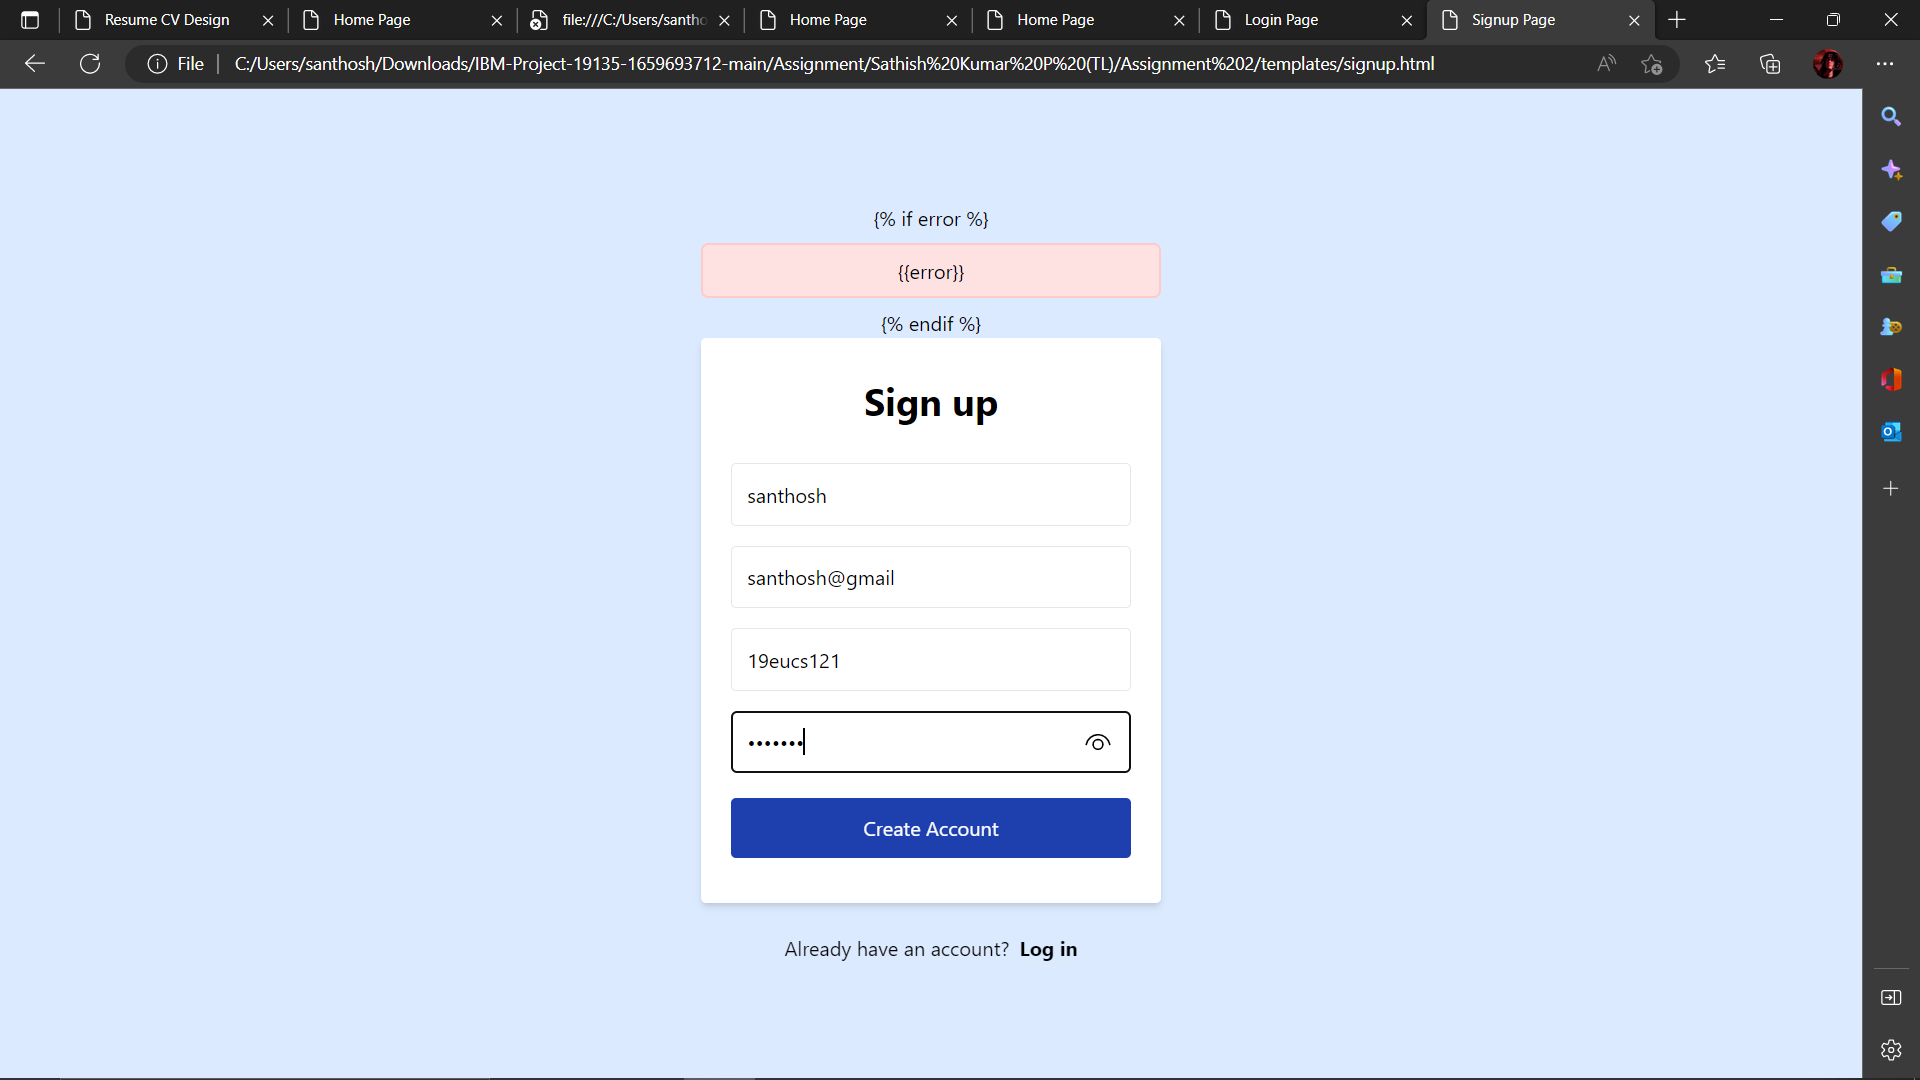 Resume CV Design
Home Page
file:///C:/Users/santho
Home Page
Home Page
Login Page
Signup Page
File
C:/Users/santhosh/Downloads/IBM-Project-19135-1659693712-main/Assignment/Sathish%20Kumar%20P%20(TL)/Assignment%202/templates/signup.html
{% if error %}
{{error}}
{% endif %}
Sign up
santhosh
santhosh@gmail
19eucs121
•••••••
Create Account
Already have an account? Log in